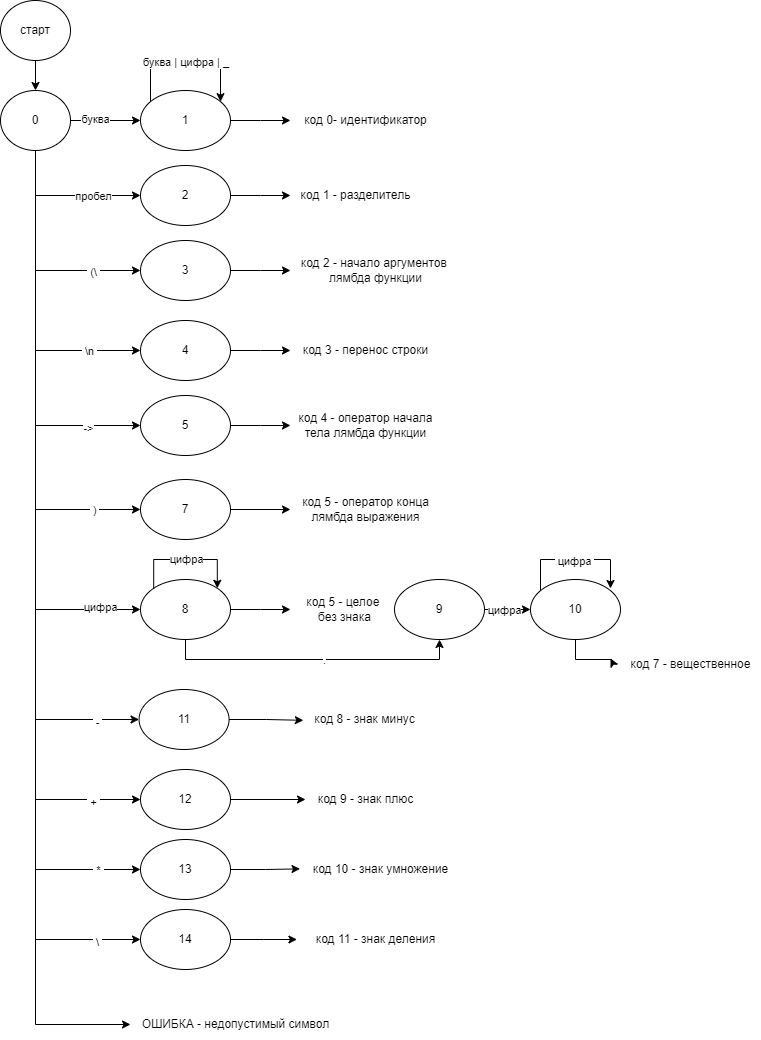 старт
буква | цифра | _
0
буква
1
код 0- идентификатор
пробел
2
код 1 - разделитель
(\
3
код 2 - начало аргументов
лямбда функции
\n
4
код 3 - перенос строки
->
5
код 4 - оператор начала
тела лямбда функции
)
7
код 5 - оператор конца
лямбда выражения
цифра
цифра
цифра
8
код 5 - целое
без знака
9
цифра
10
.
код 7 - вещественное
-
11
код 8 - знак минус
+
12
код 9 - знак плюс
*
13
код 10 - знак умножение
\
14
код 11 - знак деления
ОШИБКА - недопустимый символ